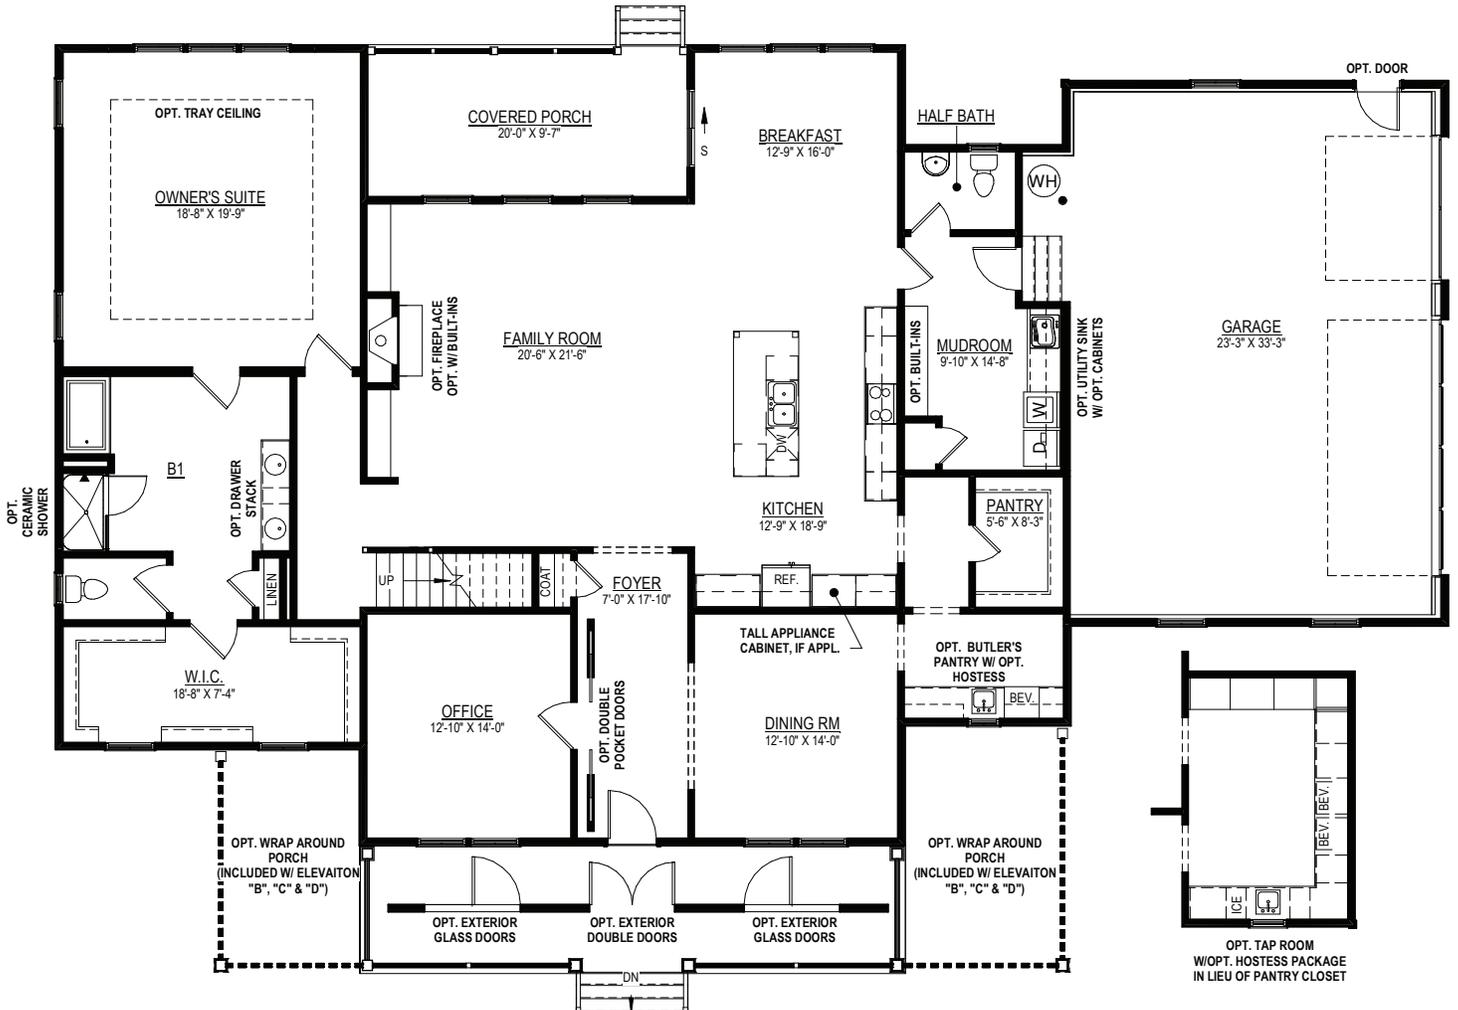 OPT. DOOR
OPT. TRAY CEILING
COVERED PORCH
20'-0" X 9'-7"
HALF BATH
BREAKFAST
12'-9" X 16'-0"
S
WH
OWNER'S SUITE
18'-8" X 19'-9"
OPT. FIREPLACE
OPT. W/ BUILT-INS
FAMILY ROOM
20'-6" X 21'-6"
OPT. BUILT-INS
MUDROOM
9'-10" X 14'-8"
OPT. UTILITY SINK
W/ OPT. CABINETS
GARAGE
23'-3" X 33'-3"
W
D
DW
B1
OPT. DRAWER
STACK
OPT.
CERAMIC
SHOWER
KITCHEN
12'-9" X 18'-9"
PANTRY
5'-6" X 8'-3"
UP
COAT
FOYER
7'-0" X 17'-10"
REF.
LINEN
TALL APPLIANCE
CABINET, IF APPL.
OPT. BUTLER'S
PANTRY W/ OPT.
HOSTESS
BEV.
W.I.C.
18'-8" X 7'-4"
OFFICE
12'-10" X 14'-0"
OPT. DOUBLE
POCKET DOORS
DINING RM
12'-10" X 14'-0"
BEV.
BEV.
ICE
OPT. WRAP AROUND
PORCH
(INCLUDED W/ ELEVAITON
"B", "C" & "D")
OPT. WRAP AROUND
PORCH
(INCLUDED W/ ELEVAITON
"B", "C" & "D")
OPT. EXTERIOR
GLASS DOORS
OPT. EXTERIOR
DOUBLE DOORS
OPT. EXTERIOR
GLASS DOORS
DN
OPT. TAP ROOM
W/OPT. HOSTESS PACKAGE
IN LIEU OF PANTRY CLOSET